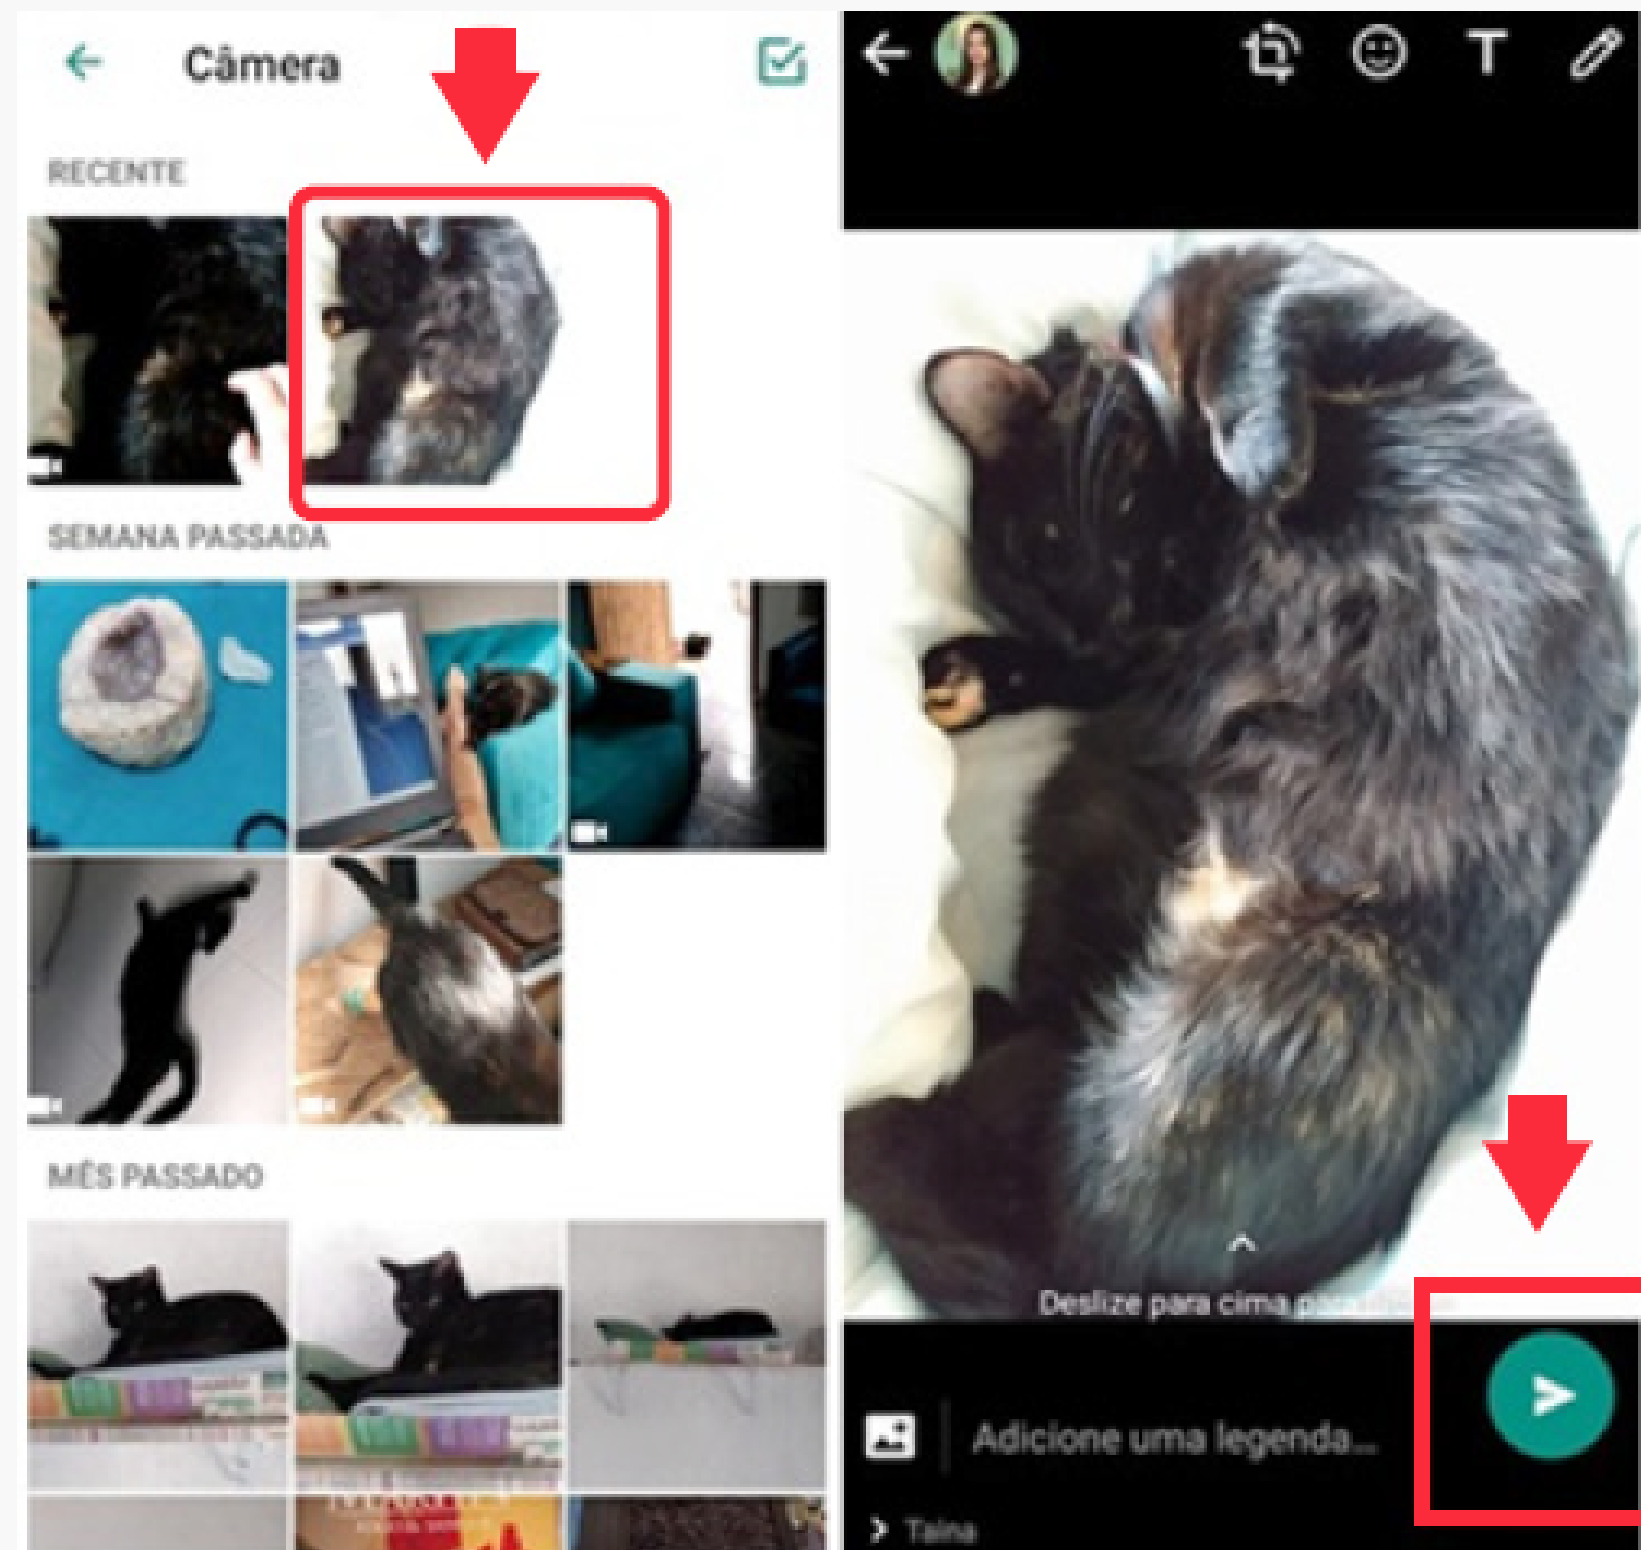 Câmera
RECENTE
SEMANA PASSADA
MÊS PASSADO
T
Deslize para cima
Adicione uma legenda...
Taina